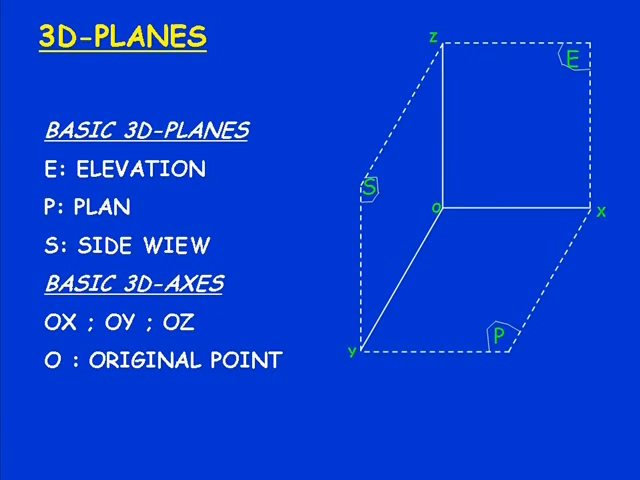 3D-PLANES
BASIC 3D-PLANES
E: ELEVATION
P: PLAN
S: SIDE WIEW
BASIC 3D-AXES
OX ; OY ; OZ
O : ORIGINAL POINT
Z
E
S
O
X
P
Y